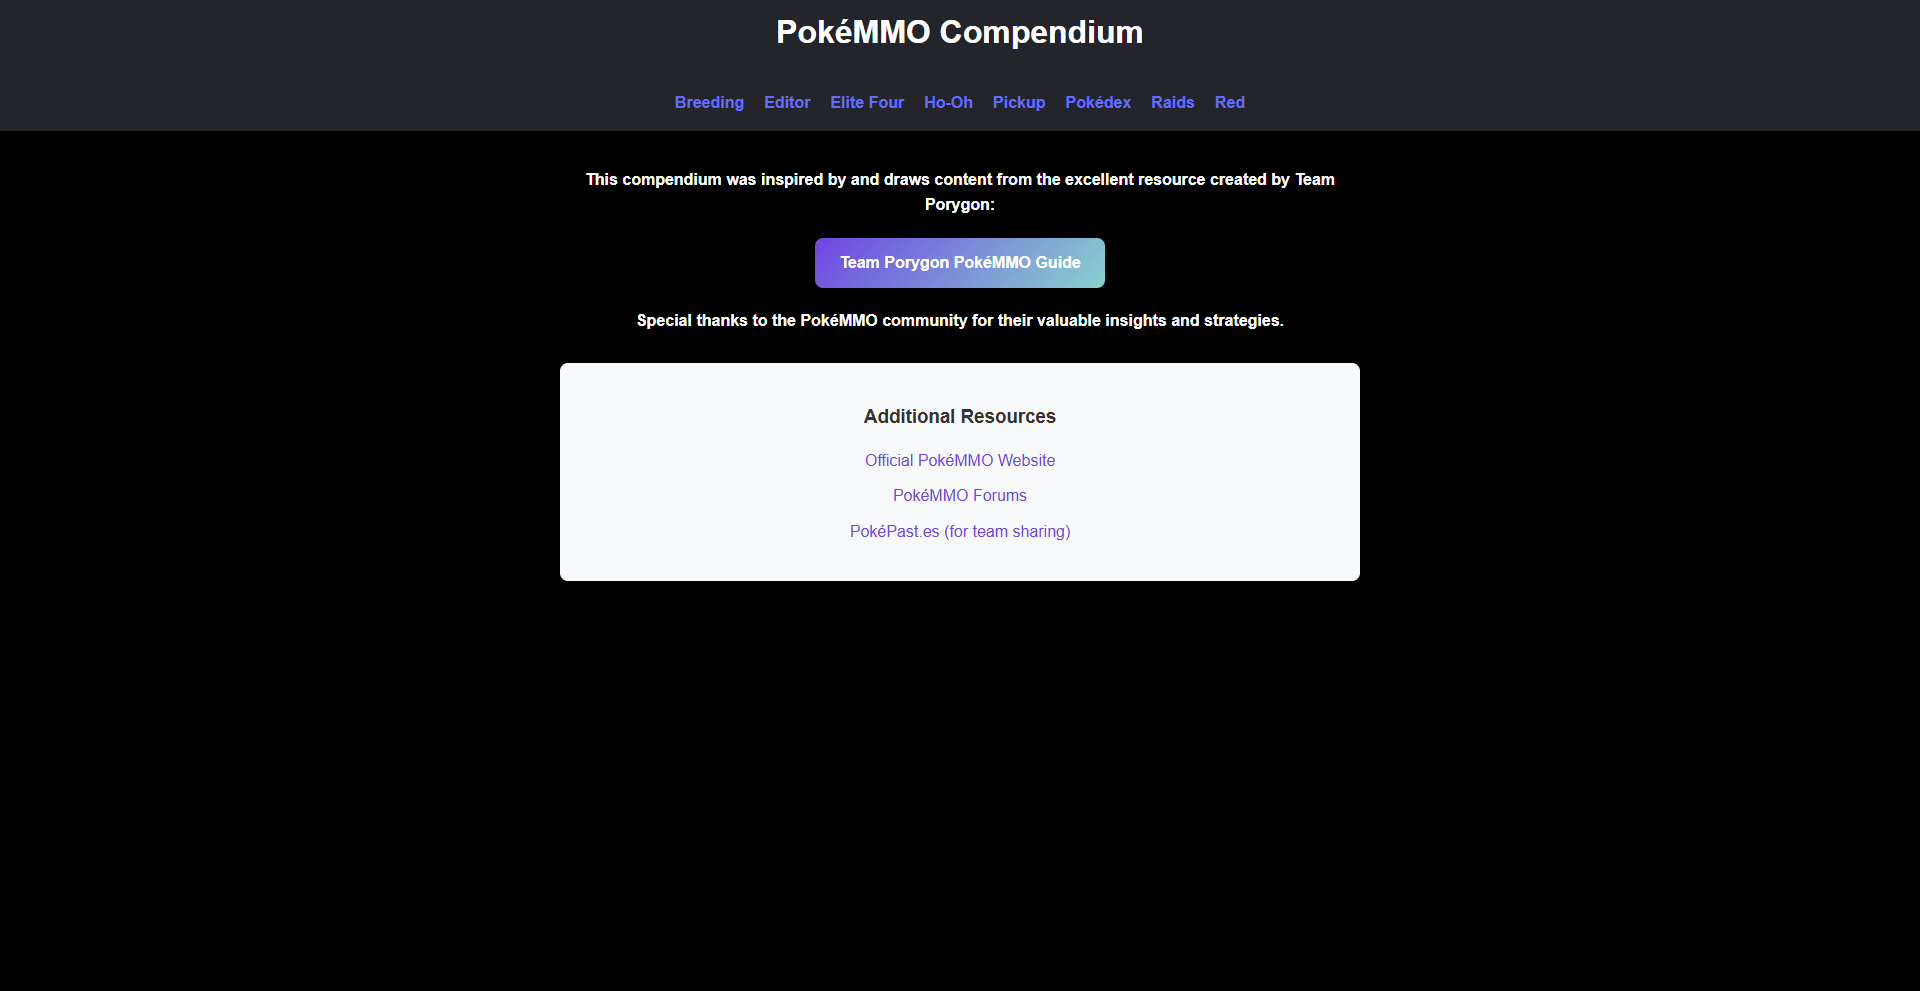 PokéMMO Compendium
Breeding Editor Elite Four Ho-Oh Pickup Pokédex Raids Red
This compendium was inspired by and draws content from the excellent resource created by Team
Porygon:
Team Porygon PokéMMO Guide
Special thanks to the PokéMMO community for their valuable insights and strategies.
Additional Resources
Official PokéMMO Website
PokéMMO Forums
PokéPast.es (for team sharing)